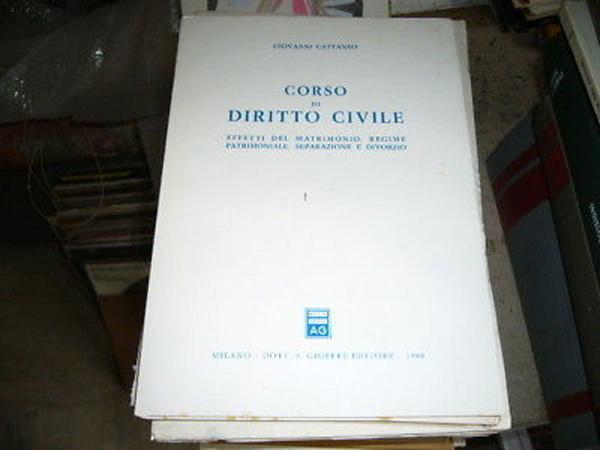 GIOVANNI CATTANEO
CORSO
DI
DIRITTO CIVILE
EFFETTI DEL MATRIMONIO, REGIME
PATRIMONIALE, SEPARAZIONE E DIVORZIO
AG
MILANO - DOTT. A. GIUFFRÈ EDITORE - 1988